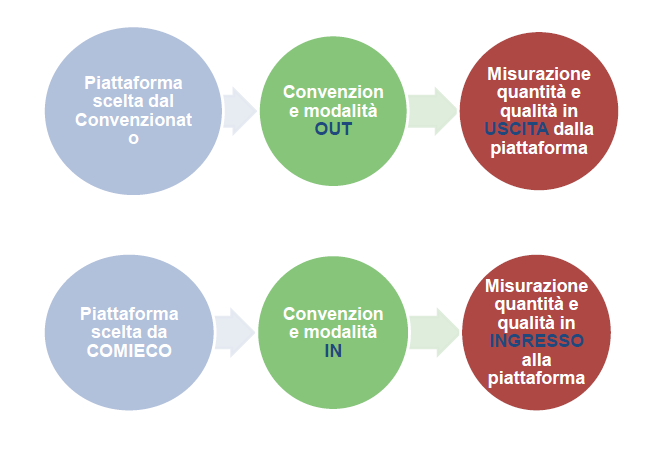 Piattaforma
scelta dal
Convenzionat
o
Convenzion
e modalità
OUT
Misurazione
quantità e
qualità in
USCITA dalla
piattaforma
Piattaforma
scelta da
COMIECO
Convenzion
e modalità
IN
Misurazione
quantità e
qualità in
INGRESSO
alla
piattaforma